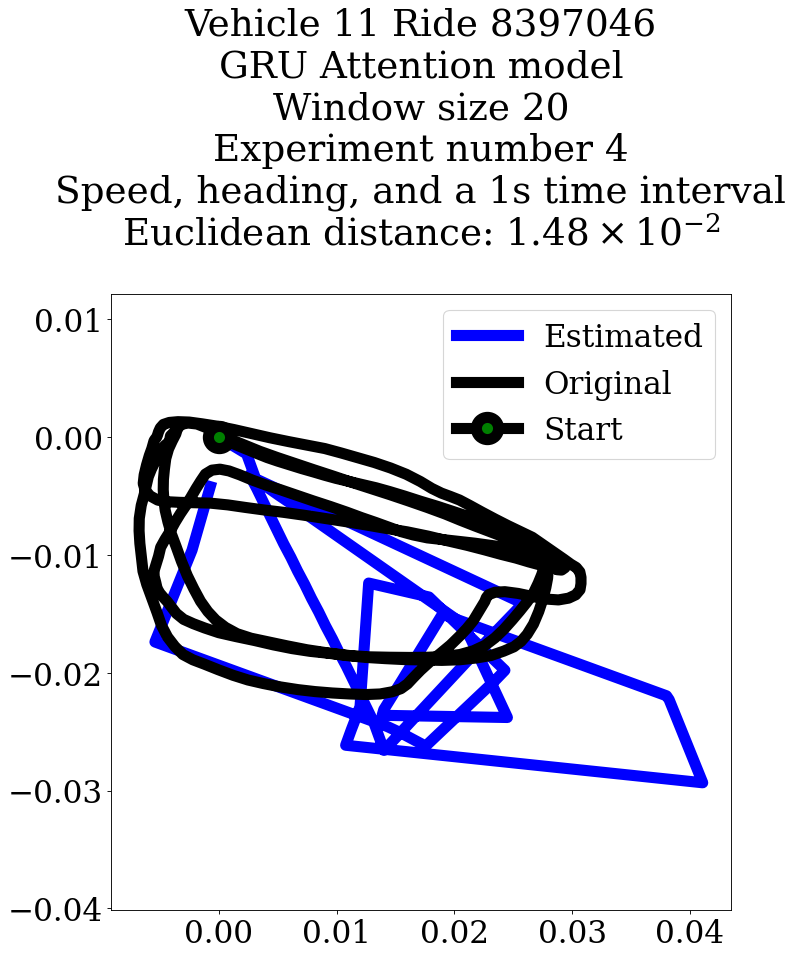 Vehicle 11 Ride 8397046
GRU Attention model
Window size 20
Experiment number 4
Speed, heading, and a 1s time interval
Euclidean distance: 1.48 × 10⁻²
Estimated
Original
Start
0.01
0.00
−0.01
−0.02
−0.03
−0.04
0.00 0.01 0.02 0.03 0.04